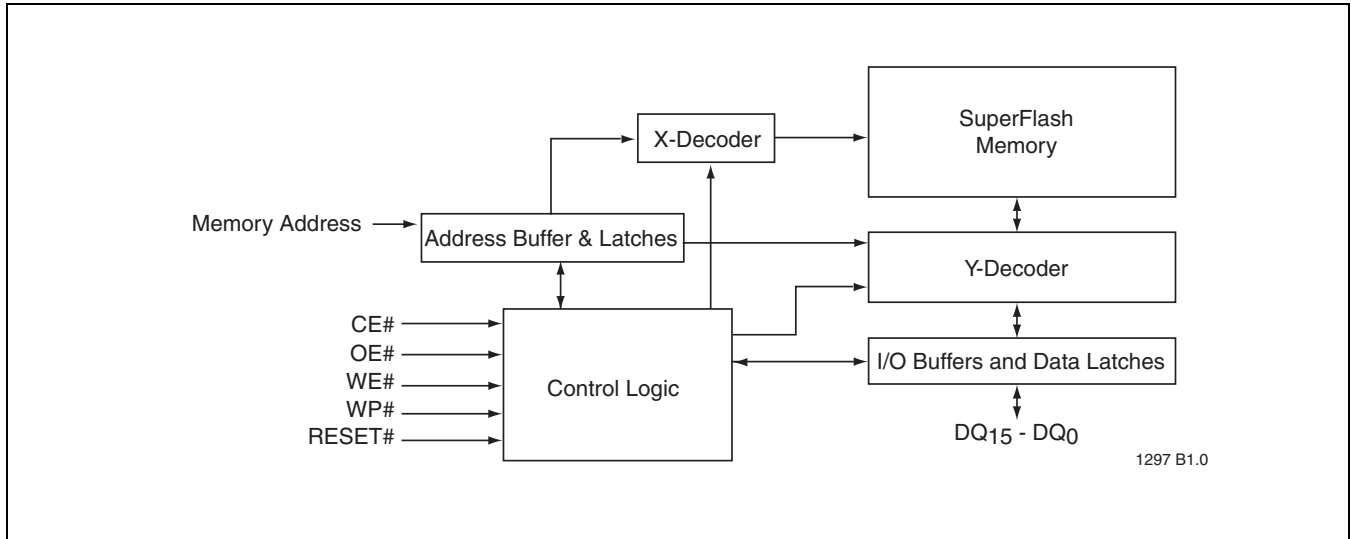 SuperFlash
Memory
X-Decoder
Memory Address
Address Buffer & Latches
Y-Decoder
CE#
OE#
WE#
WP#
RESET#
Control Logic
I/O Buffers and Data Latches
DQ15 - DQ0
1297 B1.0